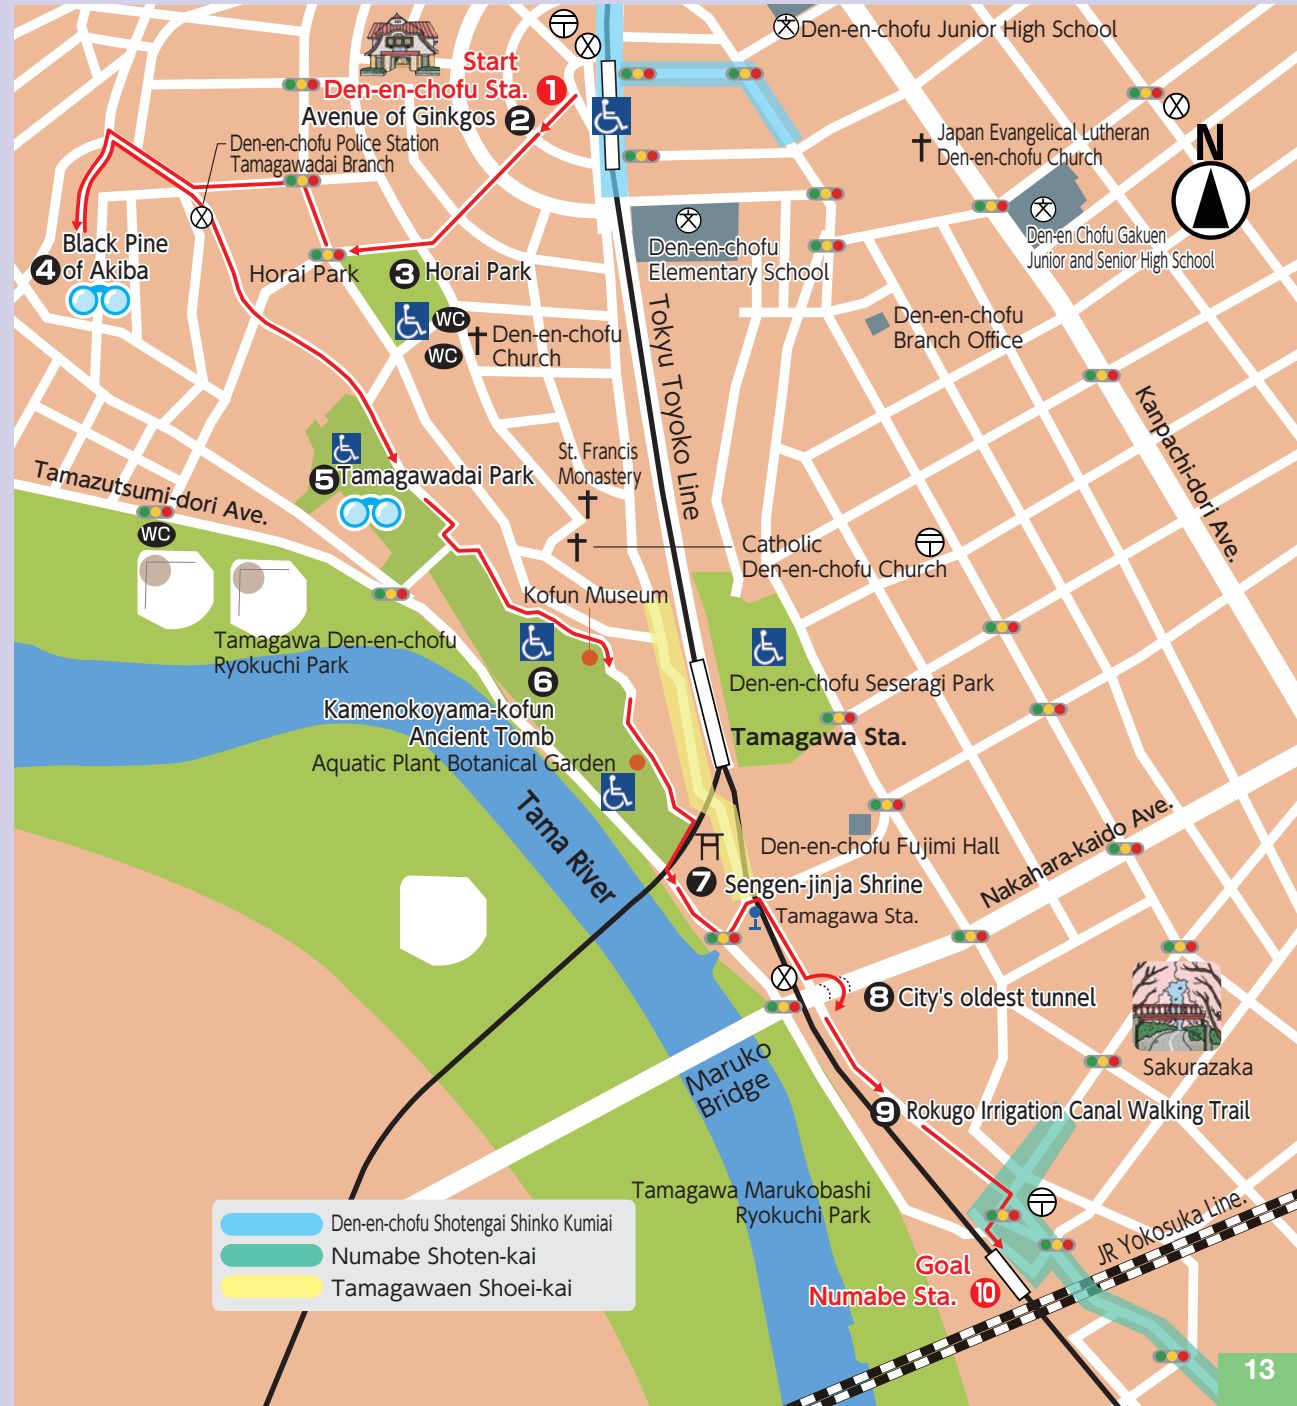 Den-en-chofu Junior High School
Start
Den-en-chofu Sta. 1
Avenue of Ginkgos 2
Den-en-chofu Police Station
Tamagawadai Branch
Japan Evangelical Lutheran
Den-en-chofu Church
N
Den-en Chofu Gakuen
Junior and Senior High School
Den-en-chofu
Elementary School
Black Pine
4 of Akiba
Horai Park
3 Horai Park
WC
WC
Den-en-chofu
Church
Den-en-chofu
Branch Office
Tokyu Toyoko Line
Kanpachi-dori Ave.
St. Francis
Monastery
5 Tamagawadai Park
Tamazutsumi-dori Ave.
WC
Catholic
Den-en-chofu Church
Kofun Museum
Tamagawa Den-en-chofu
Ryokuchi Park
6
Kamenokoyama-kofun
Ancient Tomb
Aquatic Plant Botanical Garden
Den-en-chofu Seseragi Park
Tamagawa Sta.
Tama River
Den-en-chofu Fujimi Hall
Nakahara-kaido Ave.
7 Sengen-jinja Shrine
Tamagawa Sta.
8 City's oldest tunnel
Sakurazaka
Maruko
Bridge
9 Rokugo Irrigation Canal Walking Trail
Tamagawa Marukobashi
Ryokuchi Park
JR Yokosuka Line.
Goal
Numabe Sta. 10
Den-en-chofu Shotengai Shinko Kumiai
Numabe Shoten-kai
Tamagawaen Shoei-kai
13